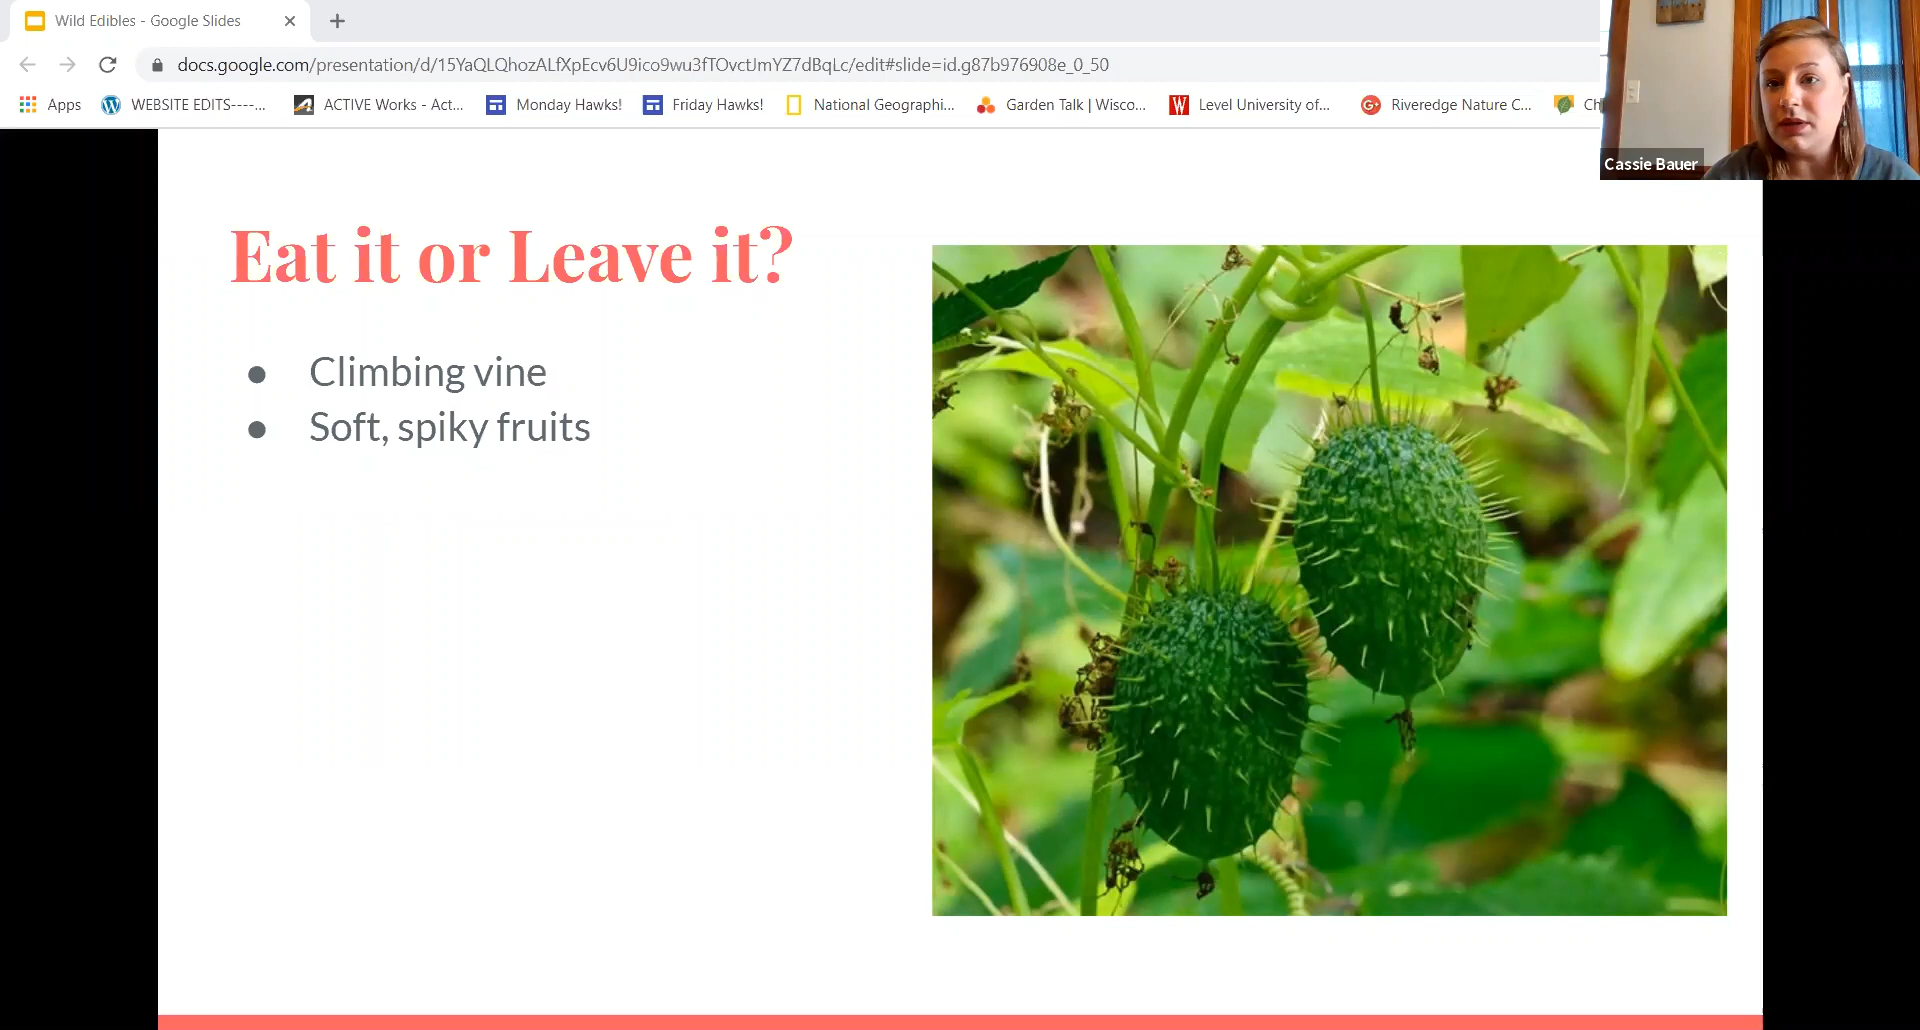 Wild Edibles - Google Slides
docs.google.com/presentation/d/15YaQLQhozALfXpEcv6U9ico9wu3fTOvctJmYZ7dBqLc/edit#slide=id.g87b976908e_0_50
Apps WEBSITE EDITS----... ACTIVE Works - Act... Monday Hawks! Friday Hawks! National Geographi... Garden Talk | Wisco... Level University of... Riveredge Nature C... Ch
Cassie Bauer
Eat it or Leave it?
● Climbing vine
● Soft, spiky fruits